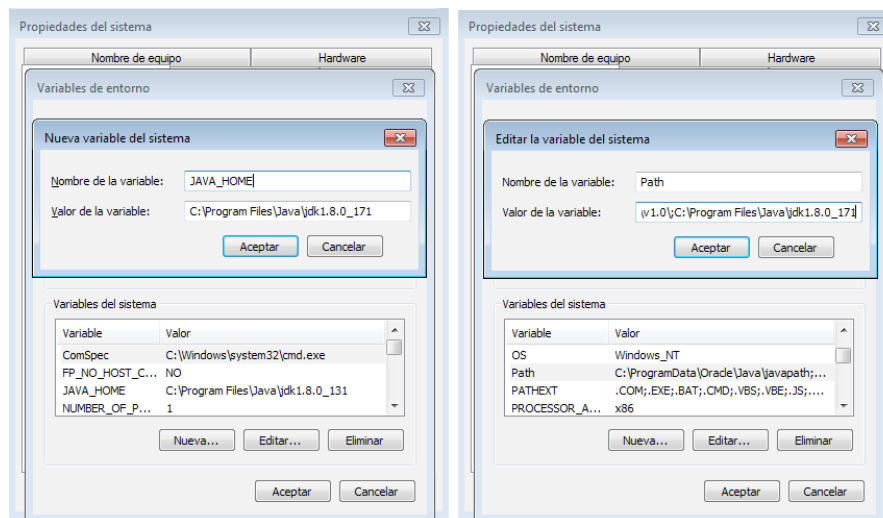 Propiedades del sistema
Nombre de equipo Hardware
Variables de entorno
Nueva variable del sistema
Nombre de la variable: JAVA_HOME
Valor de la variable: C:\Program Files\Java\jdk1.8.0_171
Aceptar Cancelar
Variables del sistema
Variable Valor
ComSpec C:\Windows\system32\cmd.exe
FP_NO_HOST_C... NO
JAVA_HOME C:\Program Files\Java\jdk1.8.0_131
NUMBER_OF_P... 1
Nueva... Editar... Eliminar
Aceptar Cancelar
Propiedades del sistema
Nombre de equipo Hardware
Variables de entorno
Editar la variable del sistema
Nombre de la variable: Path
Valor de la variable: \v1.0\;C:\Program Files\Java\jdk1.8.0_171
Aceptar Cancelar
Variables del sistema
Variable Valor
OS Windows_NT
Path C:\ProgramData\Oracle\Java\javapath;...
PATHEXT .COM;.EXE;.BAT;.CMD;.VBS;.VBE;.JS;....
PROCESSOR_A... x86
Nueva... Editar... Eliminar
Aceptar Cancelar